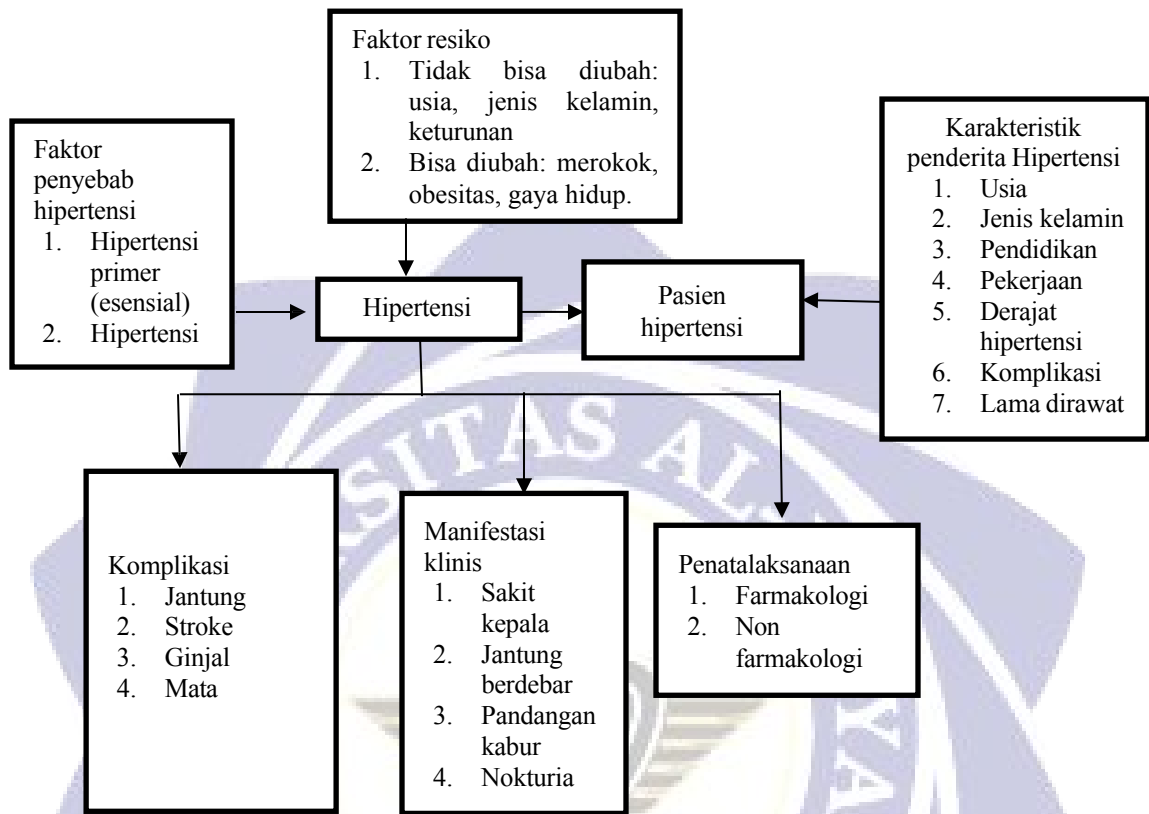 Faktor resiko
1. Tidak bisa diubah:
usia, jenis kelamin,
keturunan
2. Bisa diubah: merokok,
obesitas, gaya hidup.
Faktor
penyebab
hipertensi
1. Hipertensi
primer
(esensial)
2. Hipertensi
Karakteristik
penderita Hipertensi
1. Usia
2. Jenis kelamin
3. Pendidikan
4. Pekerjaan
5. Derajat
hipertensi
6. Komplikasi
7. Lama dirawat
Hipertensi
Pasien
hipertensi
Komplikasi
1. Jantung
2. Stroke
3. Ginjal
4. Mata
Manifestasi
klinis
1. Sakit
kepala
2. Jantung
berdebar
3. Pandangan
kabur
4. Nokturia
Penatalaksanaan
1. Farmakologi
2. Non
farmakologi